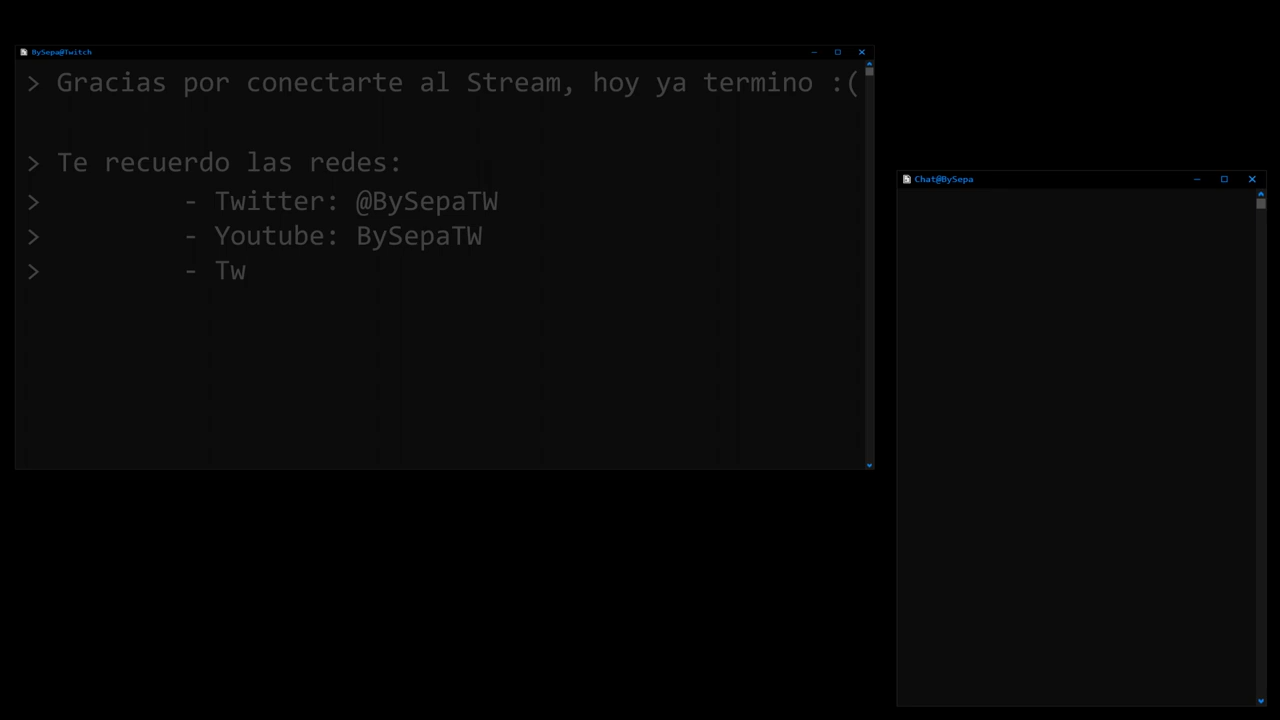 BySepa@Twitch
> Gracias por conectarte al Stream, hoy ya termino :(
> Te recuerdo las redes:
> - Twitter: @BySepaTW
> - Youtube: BySepaTW
> - Tw
Chat@BySepa